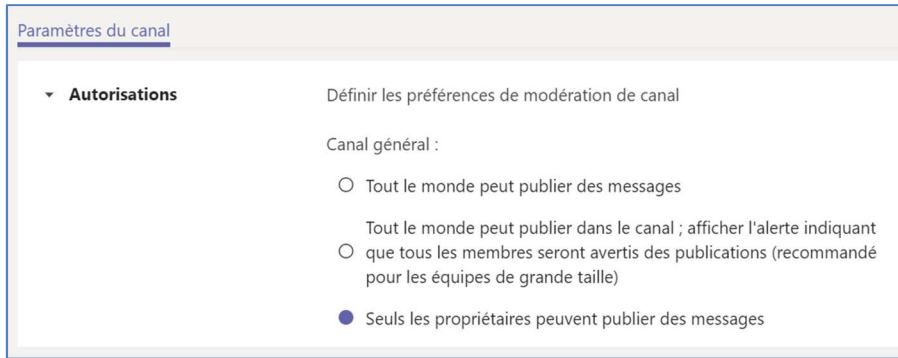 Paramètres du canal
Autorisations
Définir les préférences de modération de canal
Canal général :
Tout le monde peut publier des messages
Tout le monde peut publier dans le canal ; afficher l'alerte indiquant
que tous les membres seront avertis des publications (recommandé
pour les équipes de grande taille)
Seuls les propriétaires peuvent publier des messages